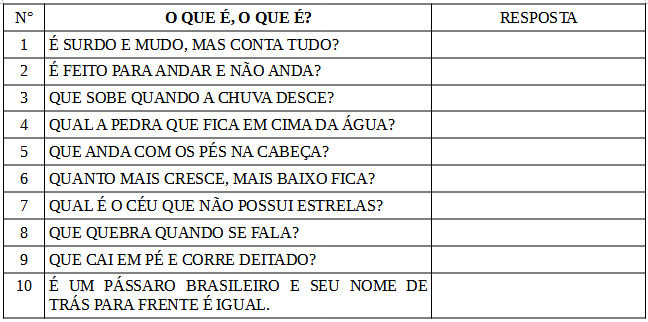 N° O QUE É, O QUE É? RESPOSTA
1 É SURDO E MUDO, MAS CONTA TUDO?
2 É FEITO PARA ANDAR E NÃO ANDA?
3 QUE SOBE QUANDO A CHUVA DESCE?
4 QUAL A PEDRA QUE FICA EM CIMA DA ÁGUA?
5 QUE ANDA COM OS PÉS NA CABEÇA?
6 QUANTO MAIS CRESCE, MAIS BAIXO FICA?
7 QUAL É O CÉU QUE NÃO POSSUI ESTRELAS?
8 QUE QUEBRA QUANDO SE FALA?
9 QUE CAI EM PÉ E CORRE DEITADO?
10 É UM PÁSSARO BRASILEIRO E SEU NOME DE
TRÁS PARA FRENTE É IGUAL.